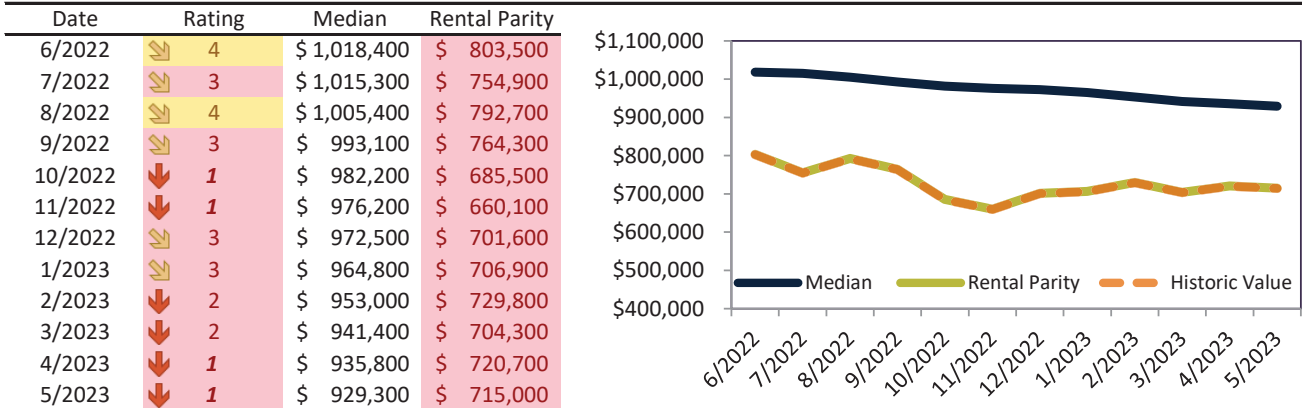 Date Rating Median Rental Parity
6/2022 4 $ 1,018,400 $ 803,500
7/2022 3 $ 1,015,300 $ 754,900
8/2022 4 $ 1,005,400 $ 792,700
9/2022 3 $ 993,100 $ 764,300
10/2022 1 $ 982,200 $ 685,500
11/2022 1 $ 976,200 $ 660,100
12/2022 3 $ 972,500 $ 701,600
1/2023 3 $ 964,800 $ 706,900
2/2023 2 $ 953,000 $ 729,800
3/2023 2 $ 941,400 $ 704,300
4/2023 1 $ 935,800 $ 720,700
5/2023 1 $ 929,300 $ 715,000
$1,100,000
$1,000,000
$900,000
$800,000
$700,000
$600,000
$500,000
$400,000
Median Rental Parity Historic Value
6/2022 7/2022 8/2022 9/2022 10/2022 11/2022 12/2022 1/2023 2/2023 3/2023 4/2023 5/2023